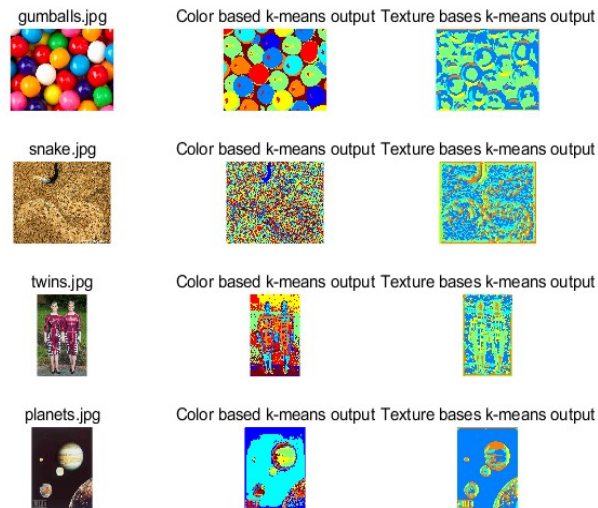 gumballs.jpg Color based k-means output Texture bases k-means output
snake.jpg Color based k-means output Texture bases k-means output
twins.jpg Color based k-means output Texture bases k-means output
planets.jpg Color based k-means output Texture bases k-means output